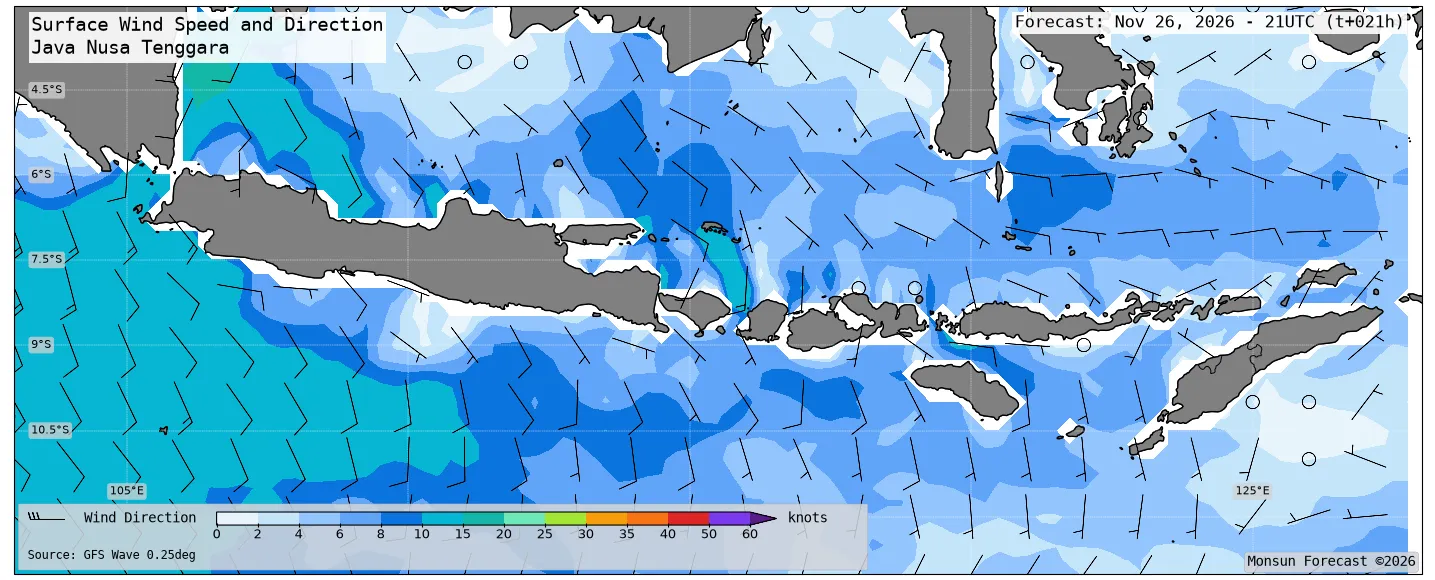 Surface Wind Speed and Direction
Java Nusa Tenggara
Forecast: Nov 26, 2026 - 21UTC (t+021h)
4.5°S
6°S
7.5°S
9°S
10.5°S
105°E
125°E
Wind Direction
0 2 4 6 8 10 15 20 25 30 35 40 50 60
knots
Source: GFS Wave 0.25deg
Monsun Forecast ©2026